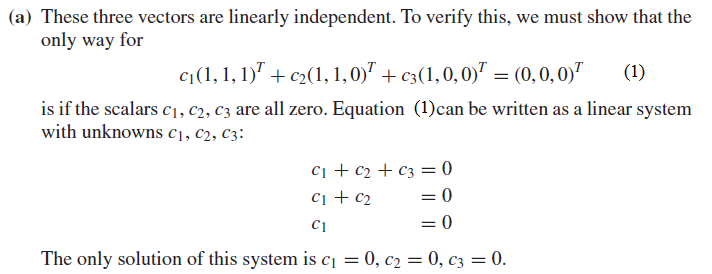 (a) These three vectors are linearly independent. To verify this, we must show that the
only way for
c₁(1, 1, 1)ᵀ + c₂(1, 1, 0)ᵀ + c₃(1, 0, 0)ᵀ = (0, 0, 0)ᵀ (1)
is if the scalars c₁, c₂, c₃ are all zero. Equation (1)can be written as a linear system
with unknowns c₁, c₂, c₃:
c₁ + c₂ + c₃ = 0
c₁ + c₂ = 0
c₁ = 0
The only solution of this system is c₁ = 0, c₂ = 0, c₃ = 0.